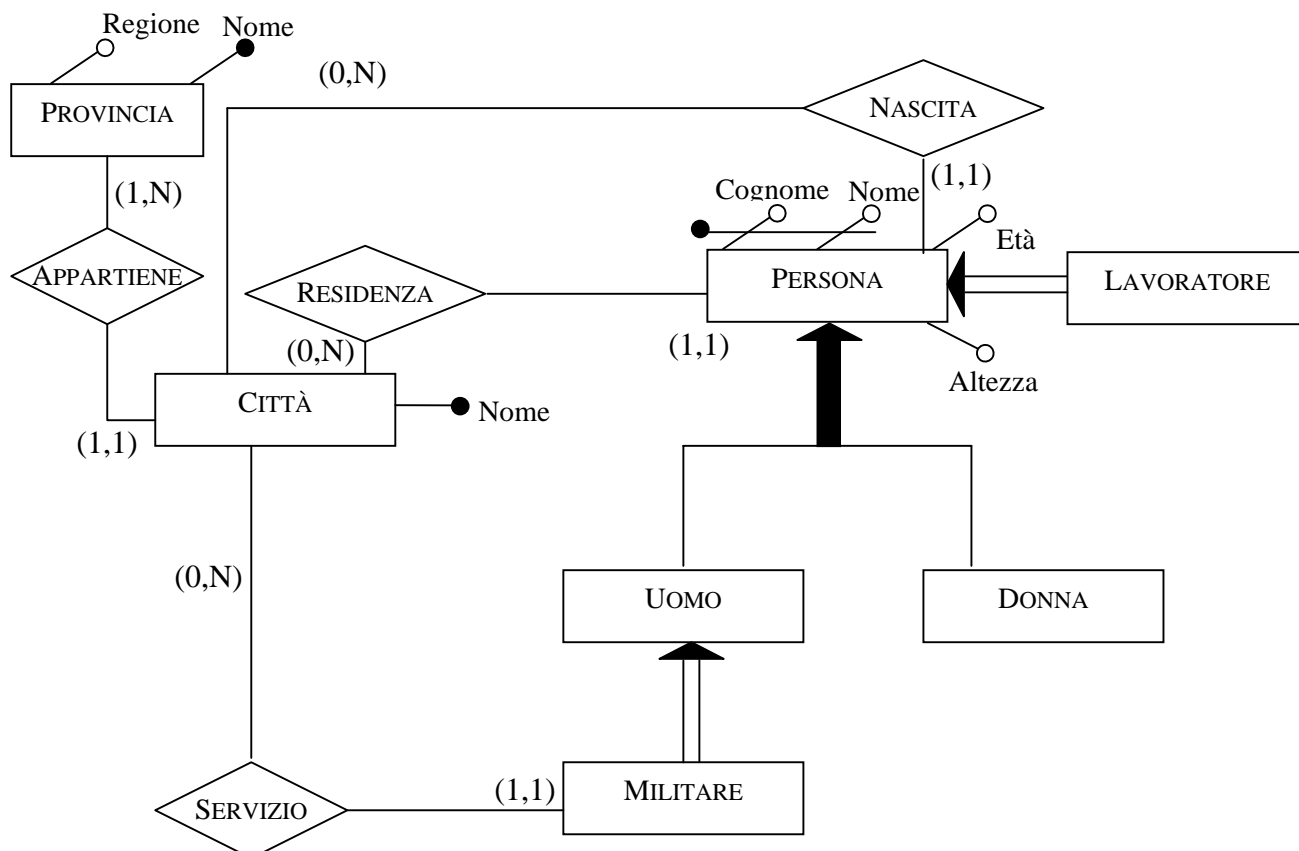 Regione Nome
(0,N)
PROVINCIA
NASCITA
(1,N)
(1,1)
Cognome Nome
Età
APPARTIENE
RESIDENZA
PERSONA
LAVORATORE
(0,N)
(1,1)
Altezza
CITTÀ
Nome
(1,1)
(0,N)
UOMO
DONNA
(1,1)
MILITARE
SERVIZIO